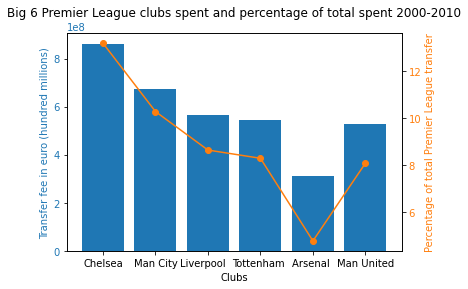 Big 6 Premier League clubs spent and percentage of total spent 2000-2010
1e8
Transfer fee in euro (hundred millions)
8
6
4
2
0
12
10
8
6
Percentage of total Premier League transfer
Chelsea Man City Liverpool Tottenham Arsenal Man United
Clubs